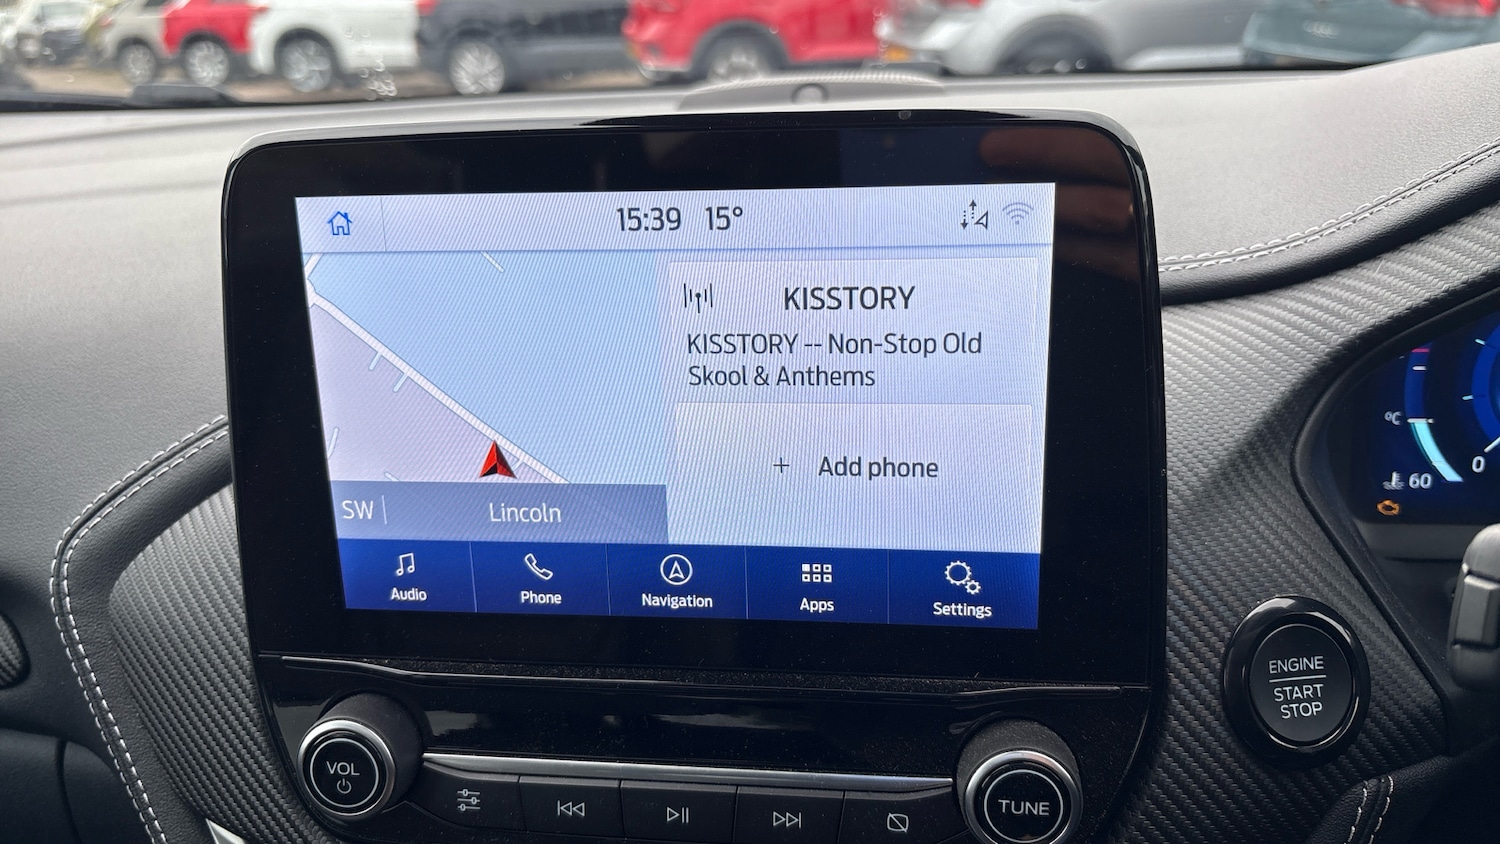 15:39 15°
KISSTORY
KISSTORY -- Non-Stop Old
Skool & Anthems
+ Add phone
SW Lincoln
Audio
Phone
Navigation
Apps
Settings
°C
60
0
ENGINE
START
STOP
VOL
TUNE